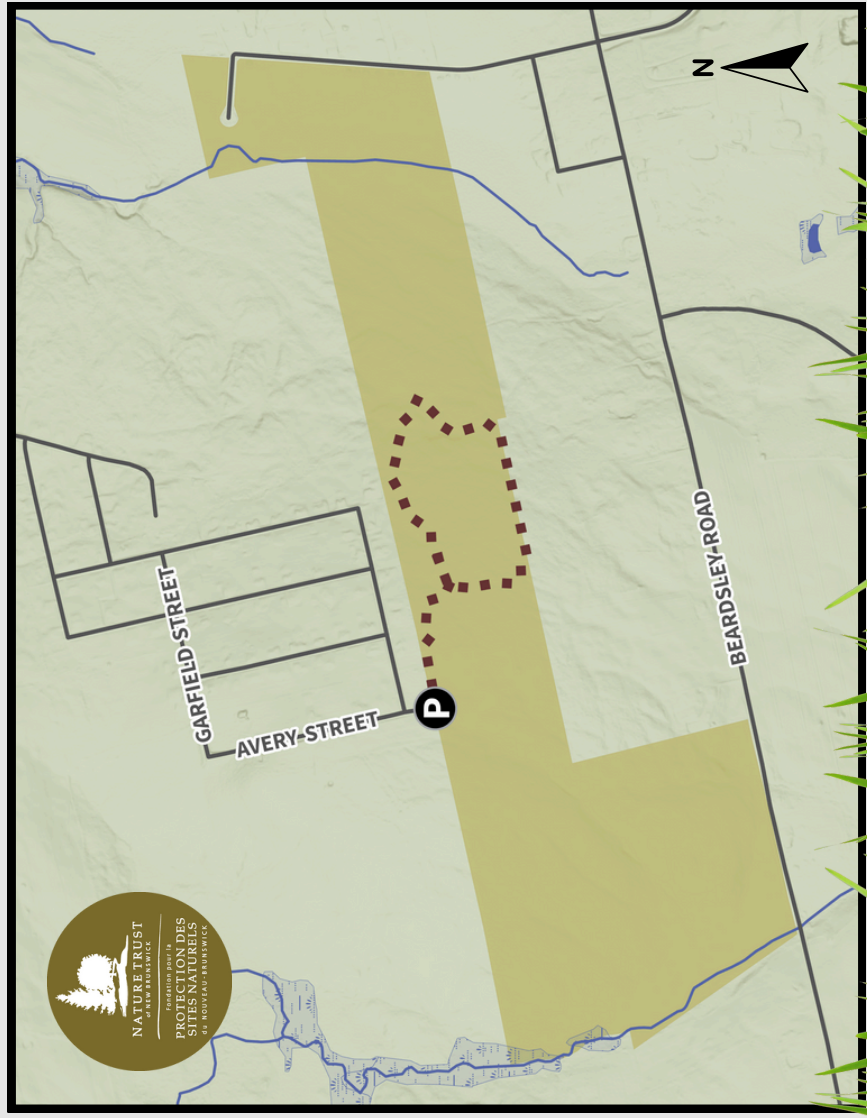 N
GARFIELD STREET
AVERY STREET
BEARDSLEY ROAD
P
NATURE TRUST
of NEW BRUNSWICK
Fondation pour la
PROTECTION DES
SITES NATURELS
du NOUVEAU-BRUNSWICK